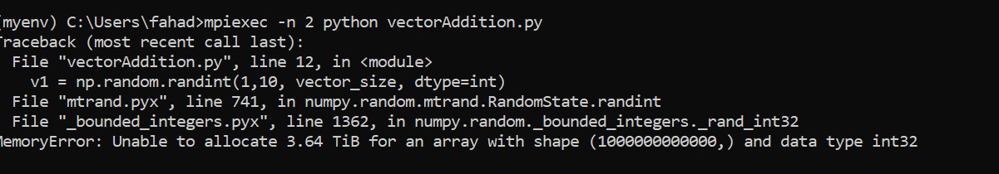 (myenv) C:\Users\fahad>mpiexec -n 2 python vectorAddition.py
Traceback (most recent call last):
  File "vectorAddition.py", line 12, in <module>
    v1 = np.random.randint(1,10, vector_size, dtype=int)
  File "mtrand.pyx", line 741, in numpy.random.mtrand.RandomState.randint
  File "_bounded_integers.pyx", line 1362, in numpy.random._bounded_integers._rand_int32
MemoryError: Unable to allocate 3.64 TiB for an array with shape (1000000000000,) and data type int32